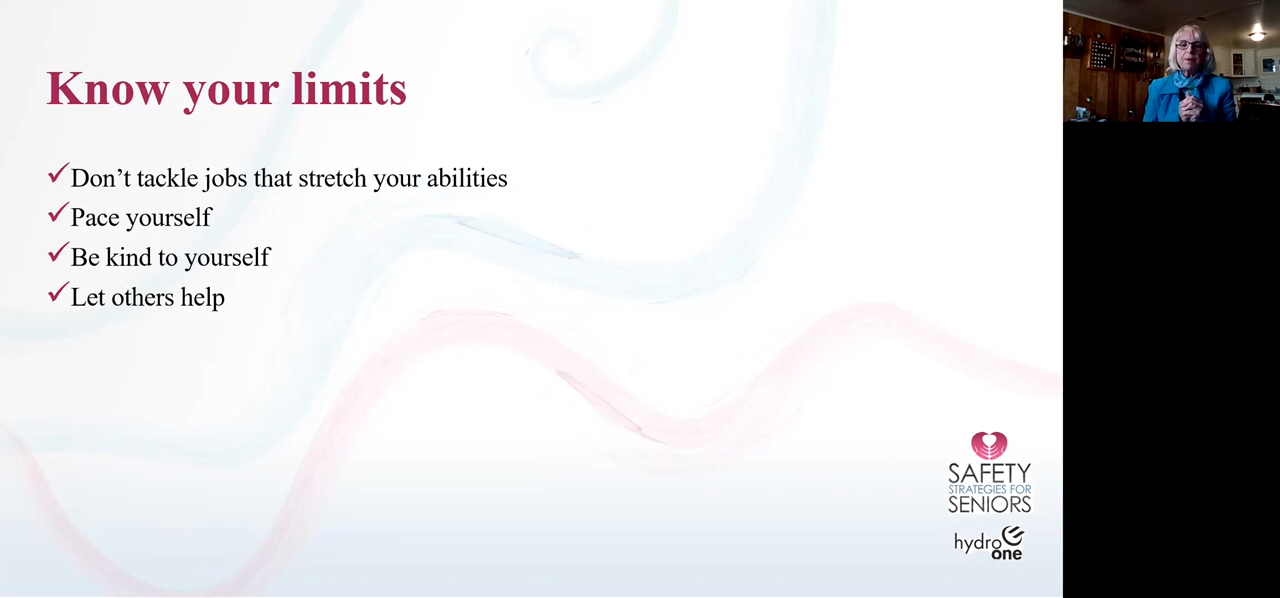 Know your limits
✓Don’t tackle jobs that stretch your abilities
✓Pace yourself
✓Be kind to yourself
✓Let others help
SAFETY
STRATEGIES FOR
SENIORS
hydro
one